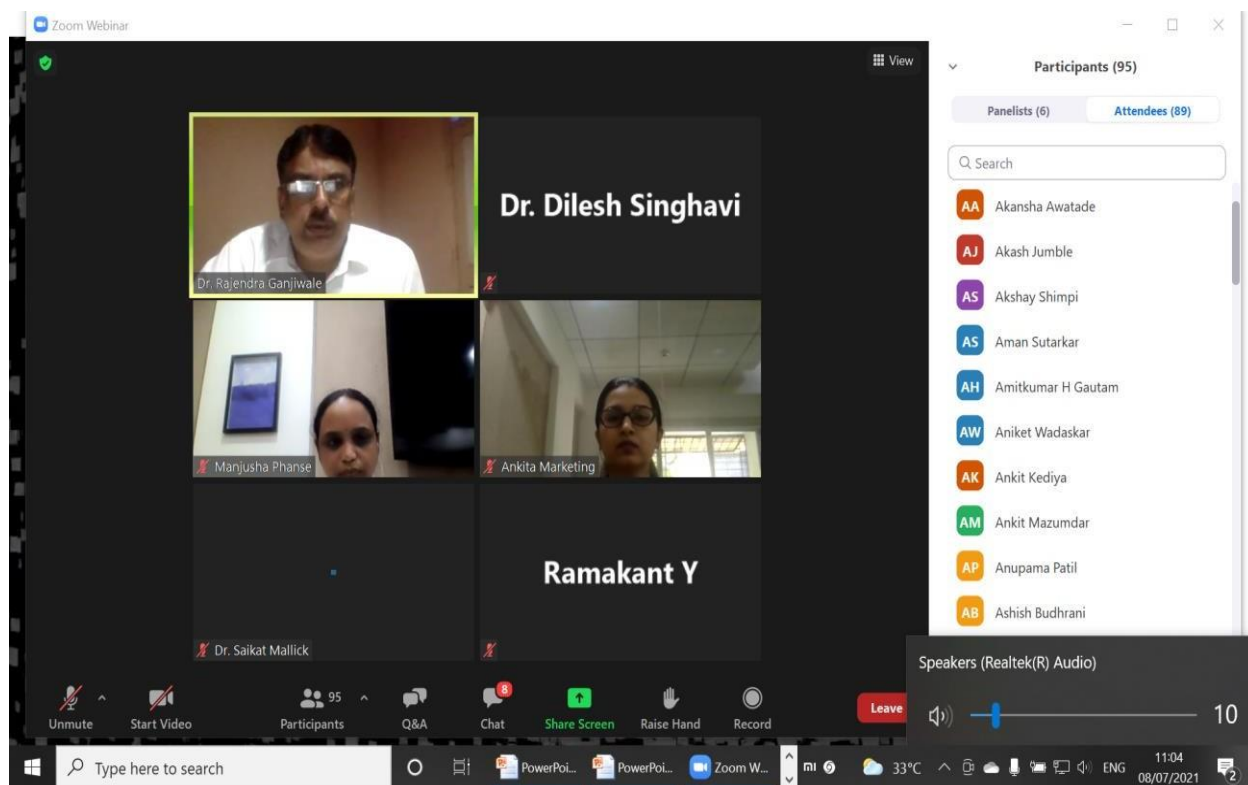 Zoom Webinar
View
Participants (95)
Panelists (6)
Attendees (89)
Search
AA Akansha Awatade
AJ Akash Jumble
AS Akshay Shimpi
AS Aman Sutarkar
AH Amitkumar H Gautam
AW Aniket Wadaskar
AK Ankit Kediya
AM Ankit Mazumdar
AP Anupama Patil
AB Ashish Budhrani
Dr. Rajendra Ganjiwale
Dr. Dilesh Singhavi
Manjusha Phanse
Ankita Marketing
Dr. Saikat Mallick
Ramakant Y
Speakers (Realtek(R) Audio)
10
Unmute
Start Video
95
Participants
Q&A
8
Chat
Share Screen
Raise Hand
Record
Leave
Type here to search
PowerPoi...
PowerPoi...
Zoom W...
33°C
ENG
11:04
08/07/2021
2